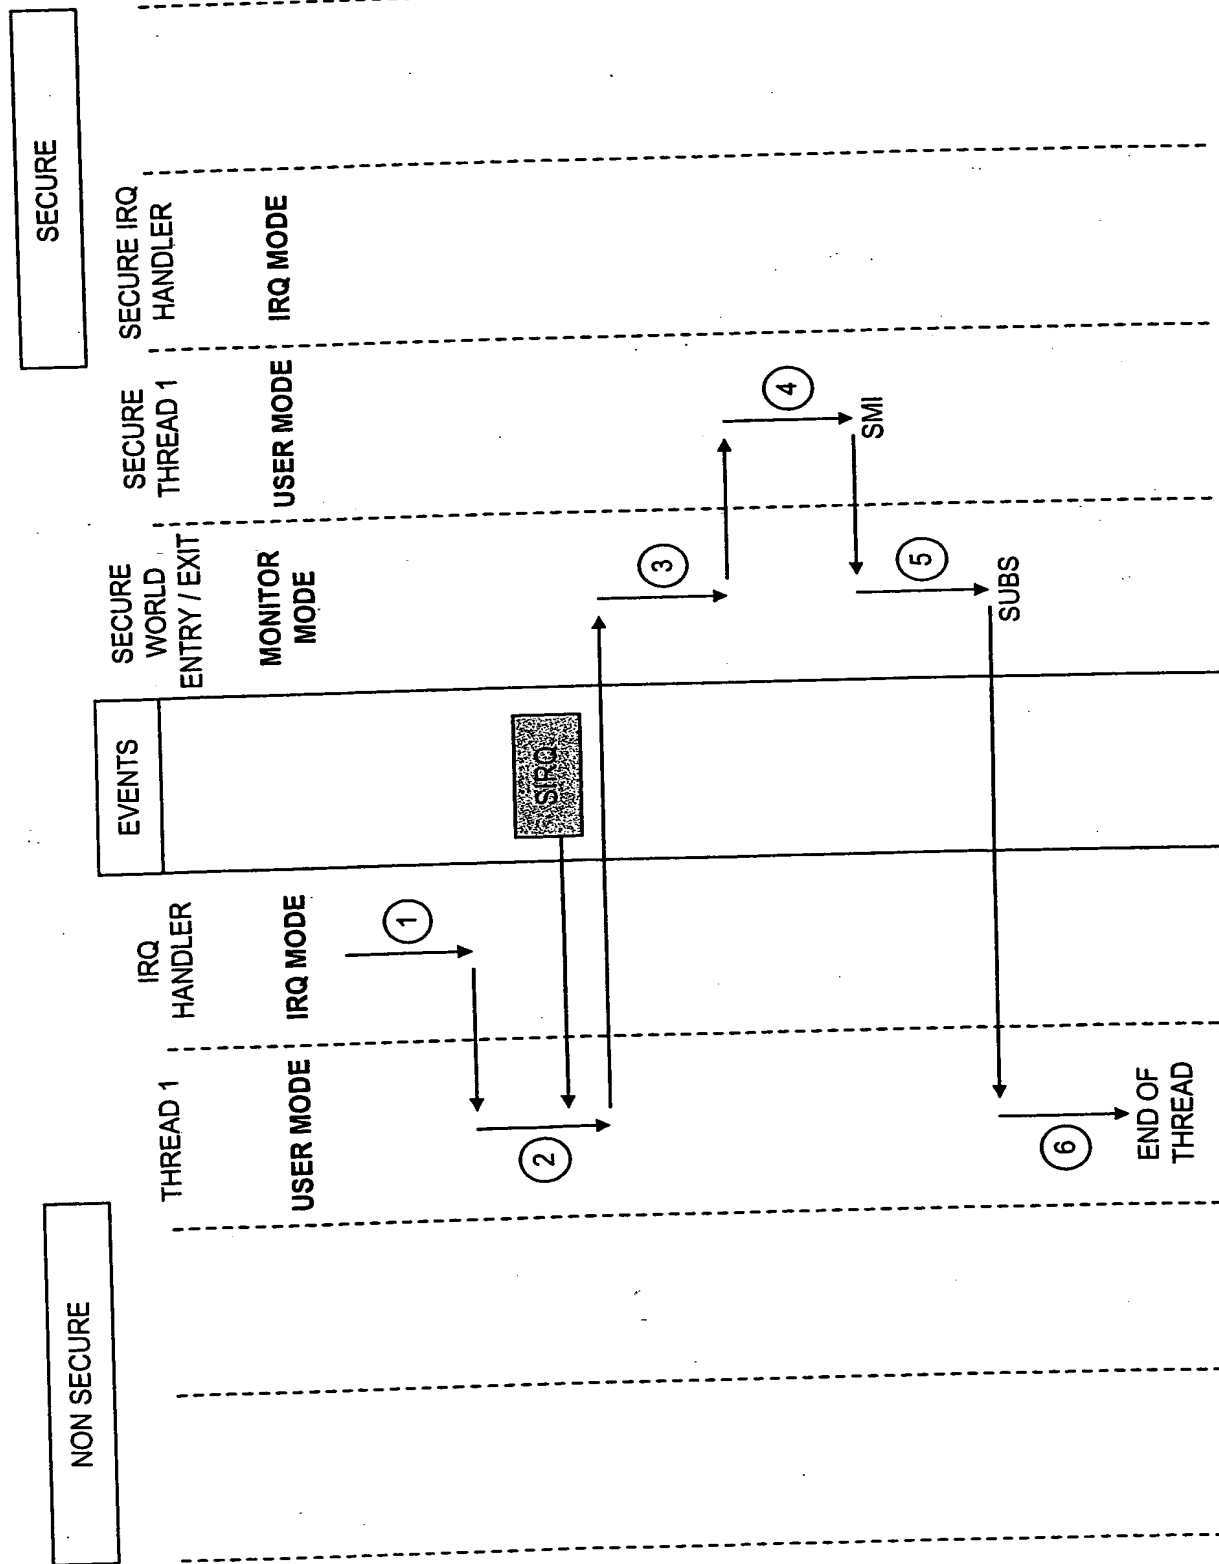 NON SECURE
SECURE
EVENTS
THREAD 1
USER MODE
IRQ
HANDLER
IRQ MODE
SECURE
WORLD
ENTRY / EXIT
MONITOR
MODE
SECURE
THREAD 1
USER MODE
SECURE IRQ
HANDLER
IRQ MODE
1
2
SIRQ
3
4
SMI
5
SUBS
6
END OF
THREAD